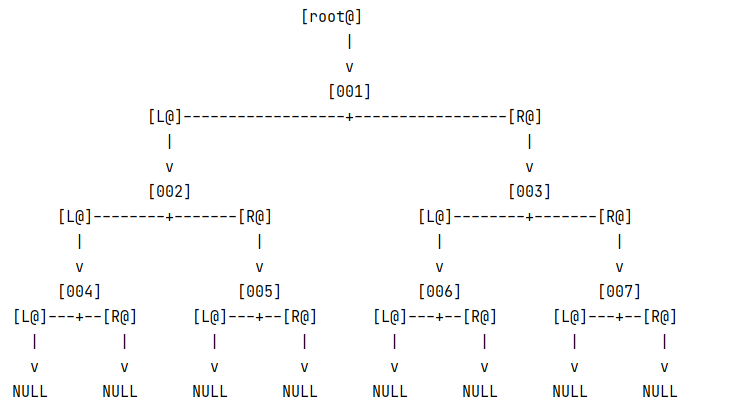 [root@]
                                     |
                                     v
                                   [001]
               [L@]------------------+-----------------[R@]
                 |                                       |
                 v                                       v
               [002]                                   [003]
     [L@]--------+-------[R@]                [L@]--------+-------[R@]
       |                   |                   |                   |
       v                   v                   v                   v
     [004]               [005]               [006]               [007]
[L@]---+--[R@]      [L@]---+--[R@]      [L@]---+--[R@]      [L@]---+--[R@]
  |         |         |         |         |         |         |         |
  v         v         v         v         v         v         v         v
NULL      NULL      NULL      NULL      NULL      NULL      NULL      NULL